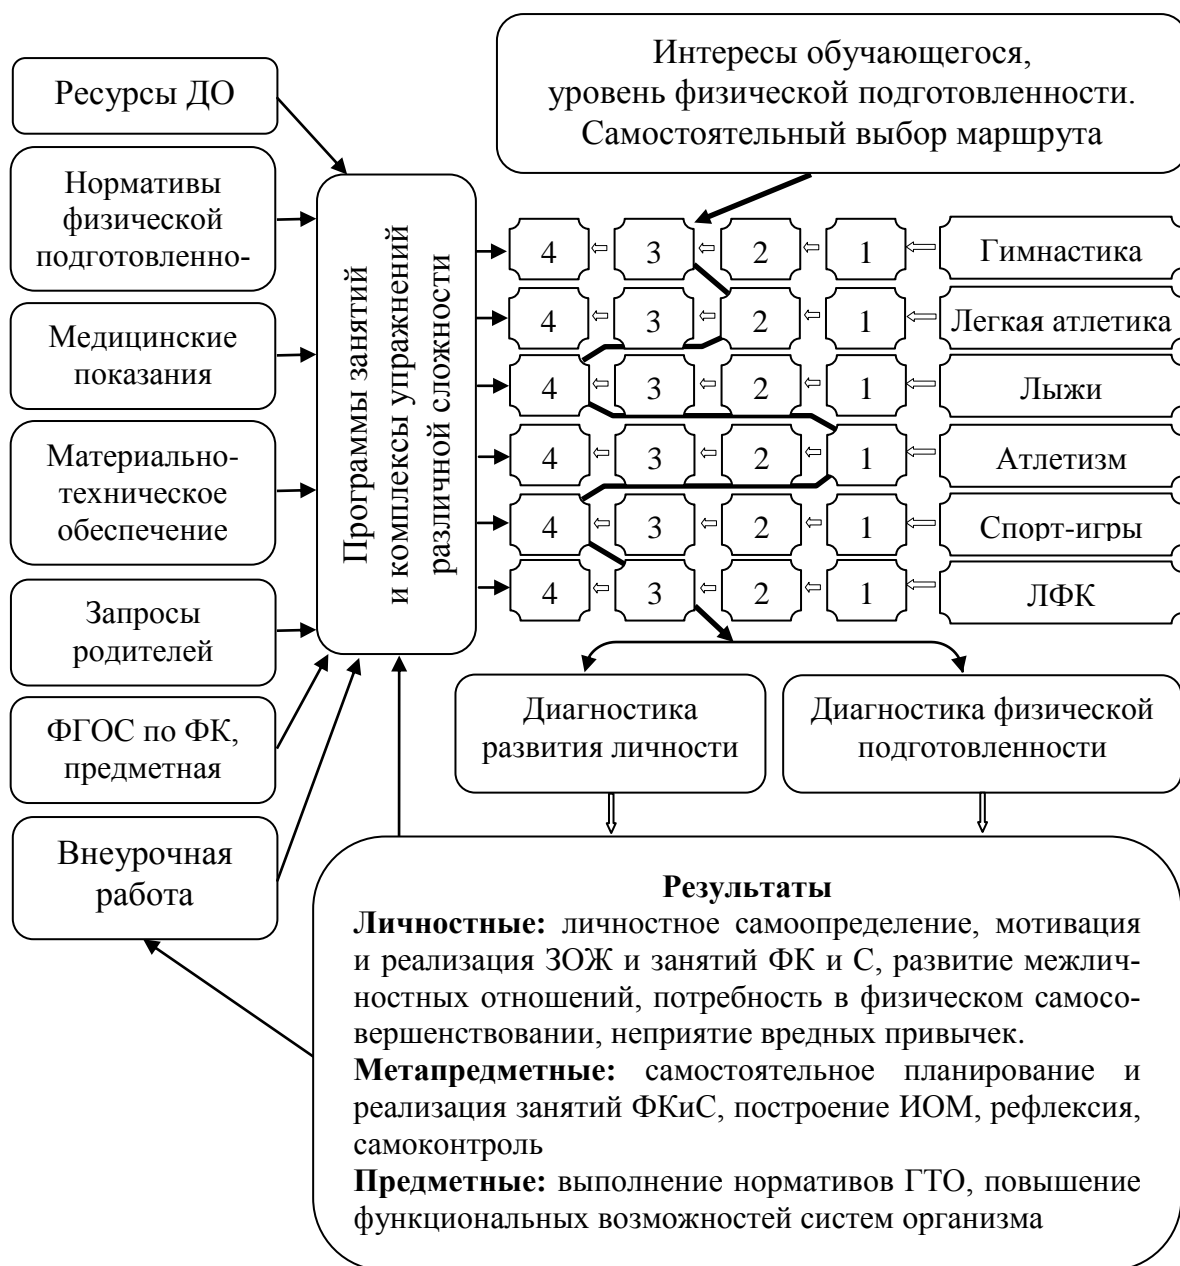 Интересы обучающегося,
уровень физической подготовленности.
Самостоятельный выбор маршрута
Ресурсы ДО
Нормативы
физической
подготовленно-
Медицинские
показания
Материально-
техническое
обеспечение
Запросы
родителей
ФГОС по ФК,
предметная
Внеурочная
работа
Программы занятий
и комплексы упражнений
различной сложности
4 3 2 1 Гимнастика
4 3 2 1 Легкая атлетика
4 3 2 1 Лыжи
4 3 2 1 Атлетизм
4 3 2 1 Спорт-игры
4 3 2 1 ЛФК
Диагностика
развития личности
Диагностика физической
подготовленности
Результаты
Личностные: личностное самоопределение, мотивация
и реализация ЗОЖ и занятий ФК и С, развитие межлич-
ностных отношений, потребность в физическом самосо-
вершенствовании, неприятие вредных привычек.
Метапредметные: самостоятельное планирование и
реализация занятий ФКиС, построение ИОМ, рефлексия,
самоконтроль
Предметные: выполнение нормативов ГТО, повышение
функциональных возможностей систем организма